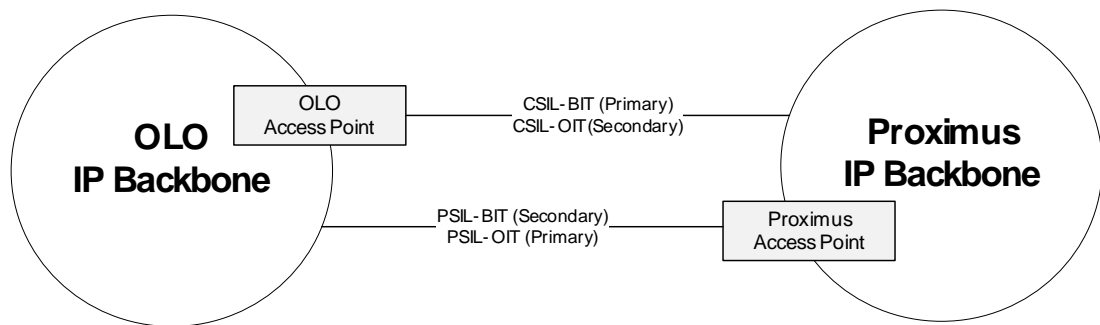 OLO
IP Backbone
OLO
Access Point
CSIL-BIT (Primary)
CSIL-OIT(Secondary)
Proximus
IP Backbone
PSIL-BIT (Secondary)
PSIL-OIT (Primary)
Proximus
Access Point